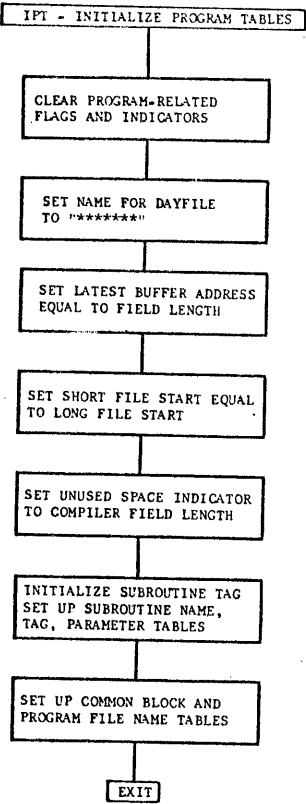 IPT - INITIALIZE PROGRAM TABLES
CLEAR PROGRAM-RELATED
FLAGS AND INDICATORS
SET NAME FOR DAYFILE
TO "*******"
SET LATEST BUFFER ADDRESS
EQUAL TO FIELD LENGTH
SET SHORT FILE START EQUAL
TO LONG FILE START
SET UNUSED SPACE INDICATOR
TO COMPILER FIELD LENGTH
INITIALIZE SUBROUTINE TAG
SET UP SUBROUTINE NAME,
TAG, PARAMETER TABLES
SET UP COMMON BLOCK AND
PROGRAM FILE NAME TABLES
EXIT